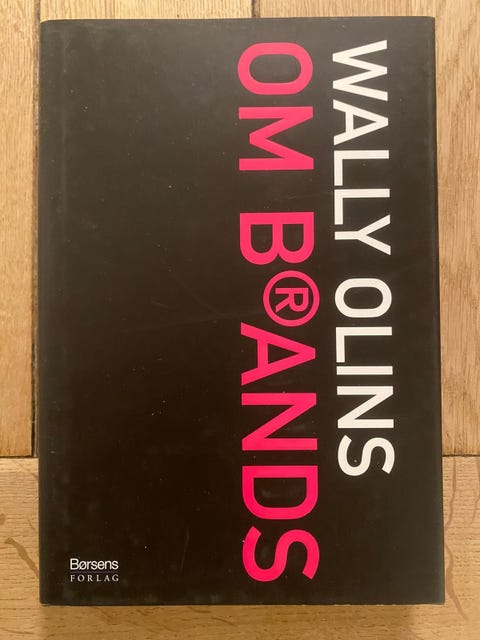 WALLY OLINS
OM B®ANDS
Børsens
FORLAG